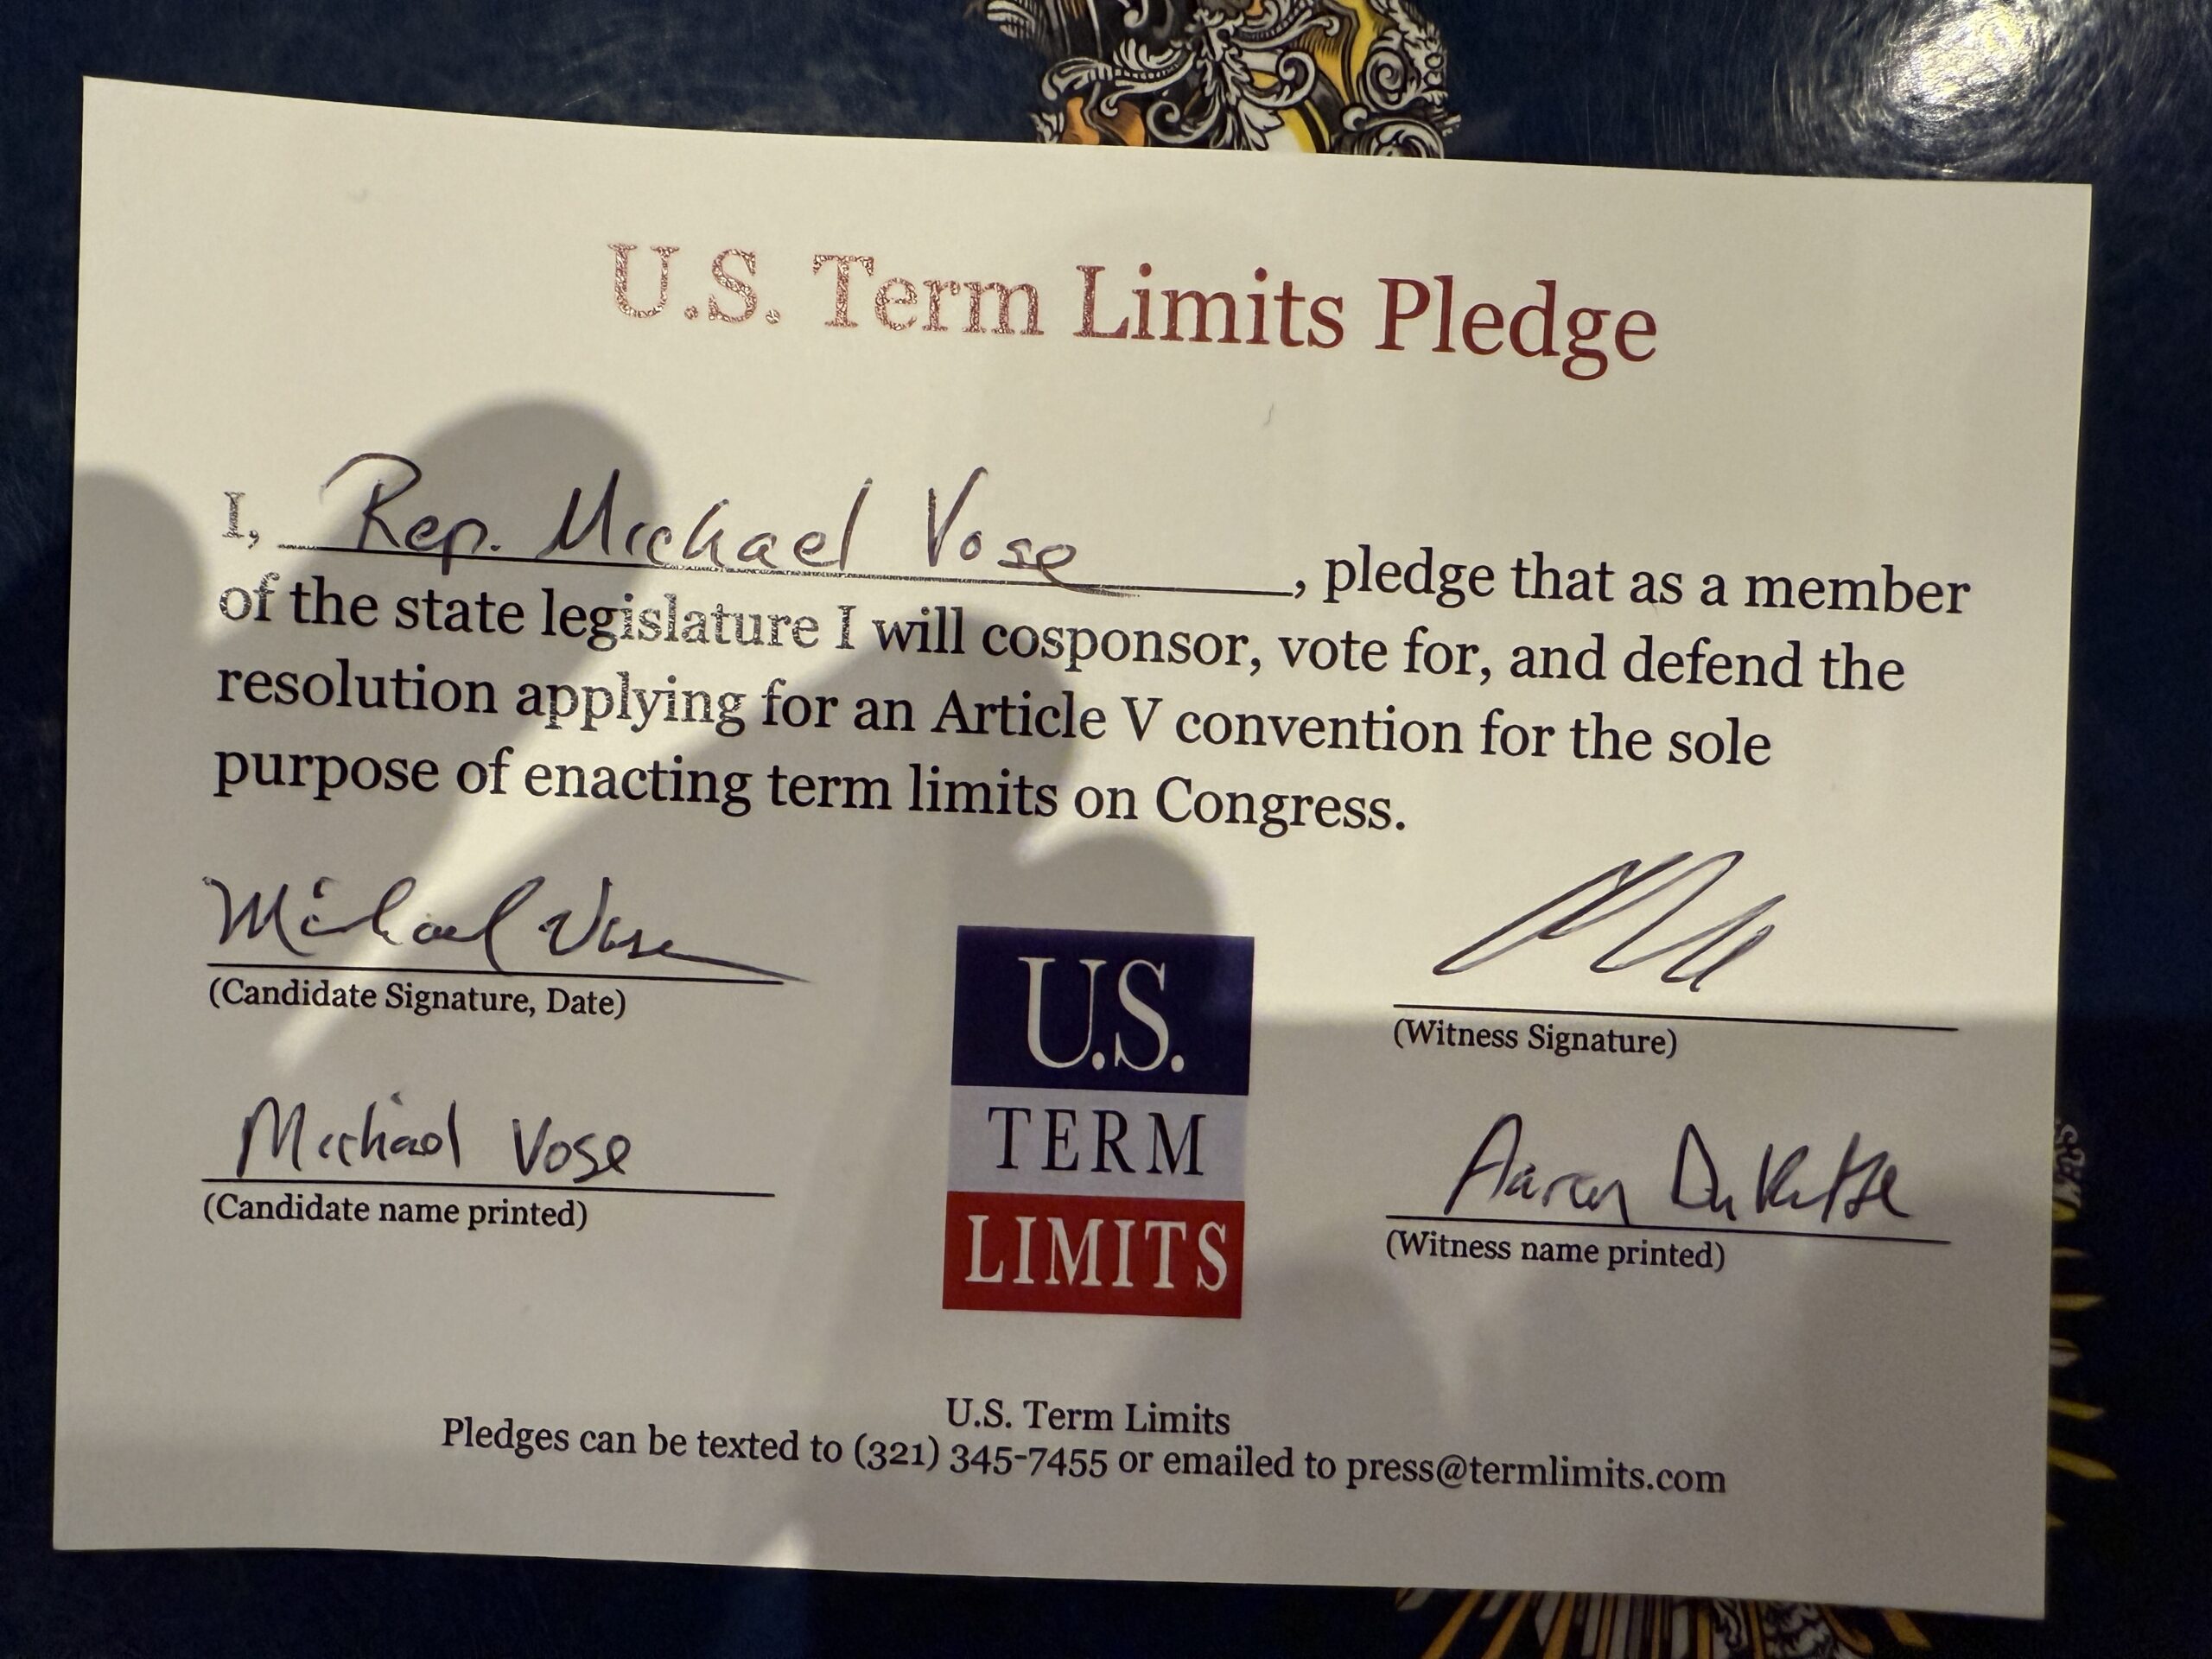 U.S. Term Limits Pledge
I, Rep. Michael Vose, pledge that as a member
of the state legislature I will cosponsor, vote for, and defend the
resolution applying for an Article V convention for the sole
purpose of enacting term limits on Congress.
Michael Vose
(Candidate Signature, Date)
(Witness Signature)
Michael Vose
(Candidate name printed)
Aaron
(Witness name printed)
U.S.
TERM
LIMITS
U.S. Term Limits
Pledges can be texted to (321) 345-7455 or emailed to press@termlimits.com